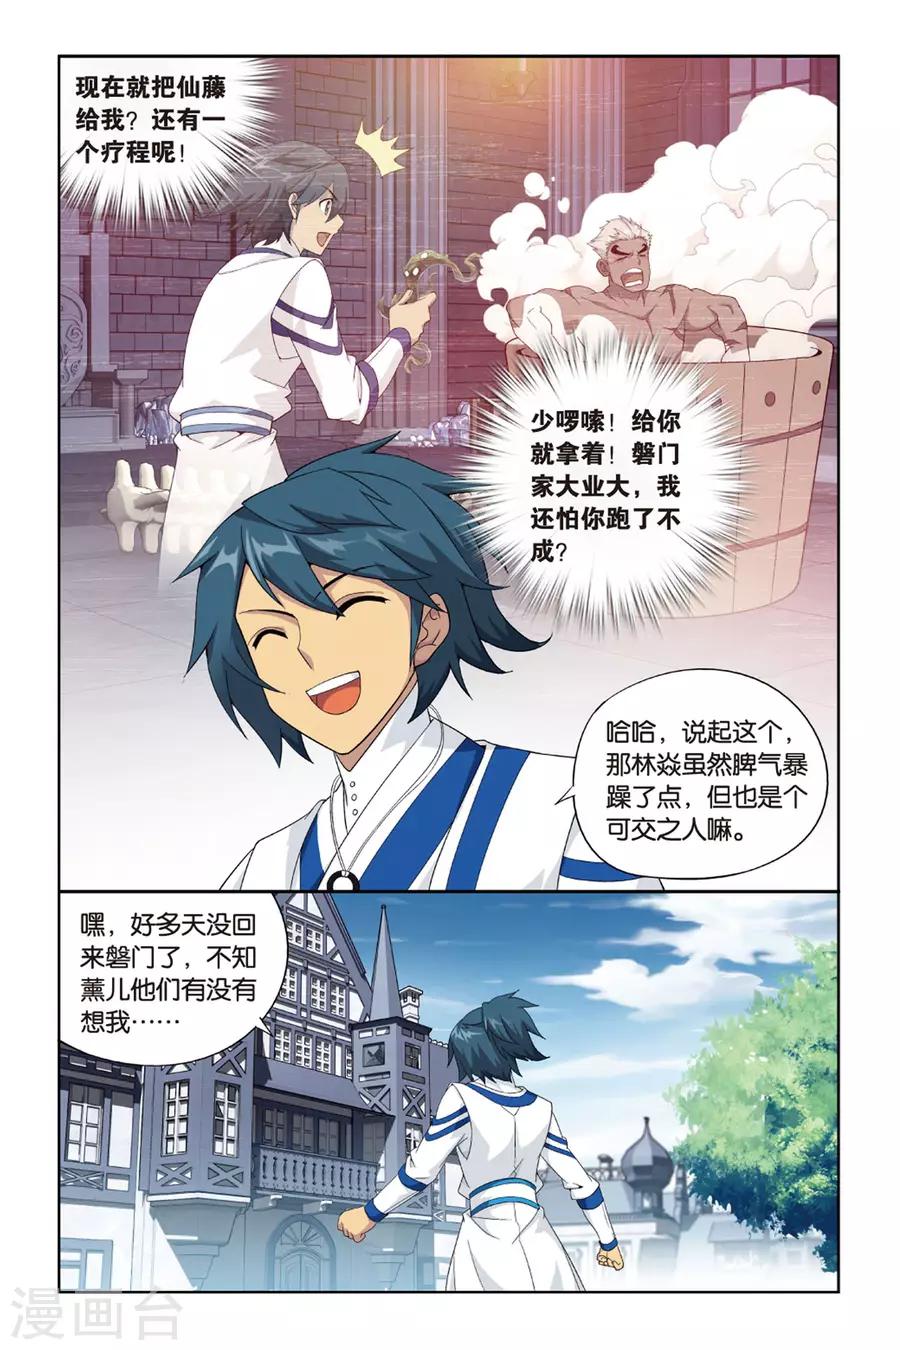 现在就把仙藤
给我？还有一
个疗程呢！
少啰嗦！给你
就拿着！磐门
家大业大，我
还怕你跑了不
成？
哈哈，说起这个，
那林焱虽然脾气暴
躁了点，但也是个
可交之人嘛。
嘿，好多天没回
来磐门了，不知
薰儿他们有没有
想我……
漫画台